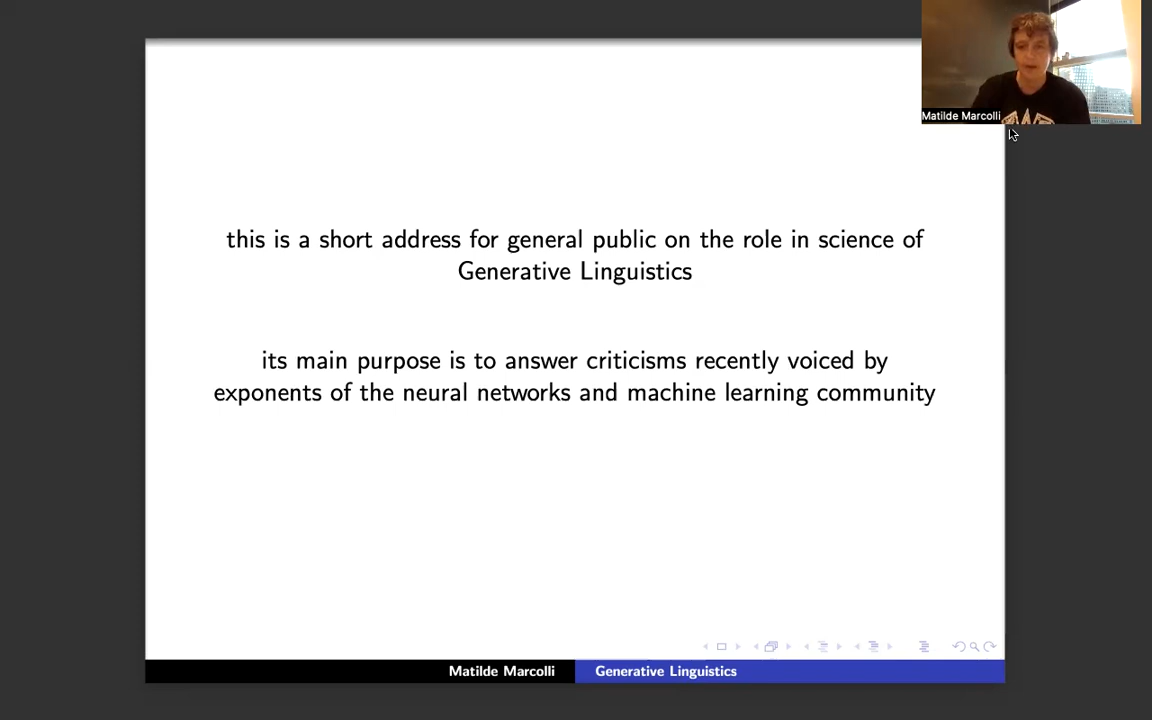 Matilde Marcolli
this is a short address for general public on the role in science of
Generative Linguistics
its main purpose is to answer criticisms recently voiced by
exponents of the neural networks and machine learning community
Matilde Marcolli
Generative Linguistics